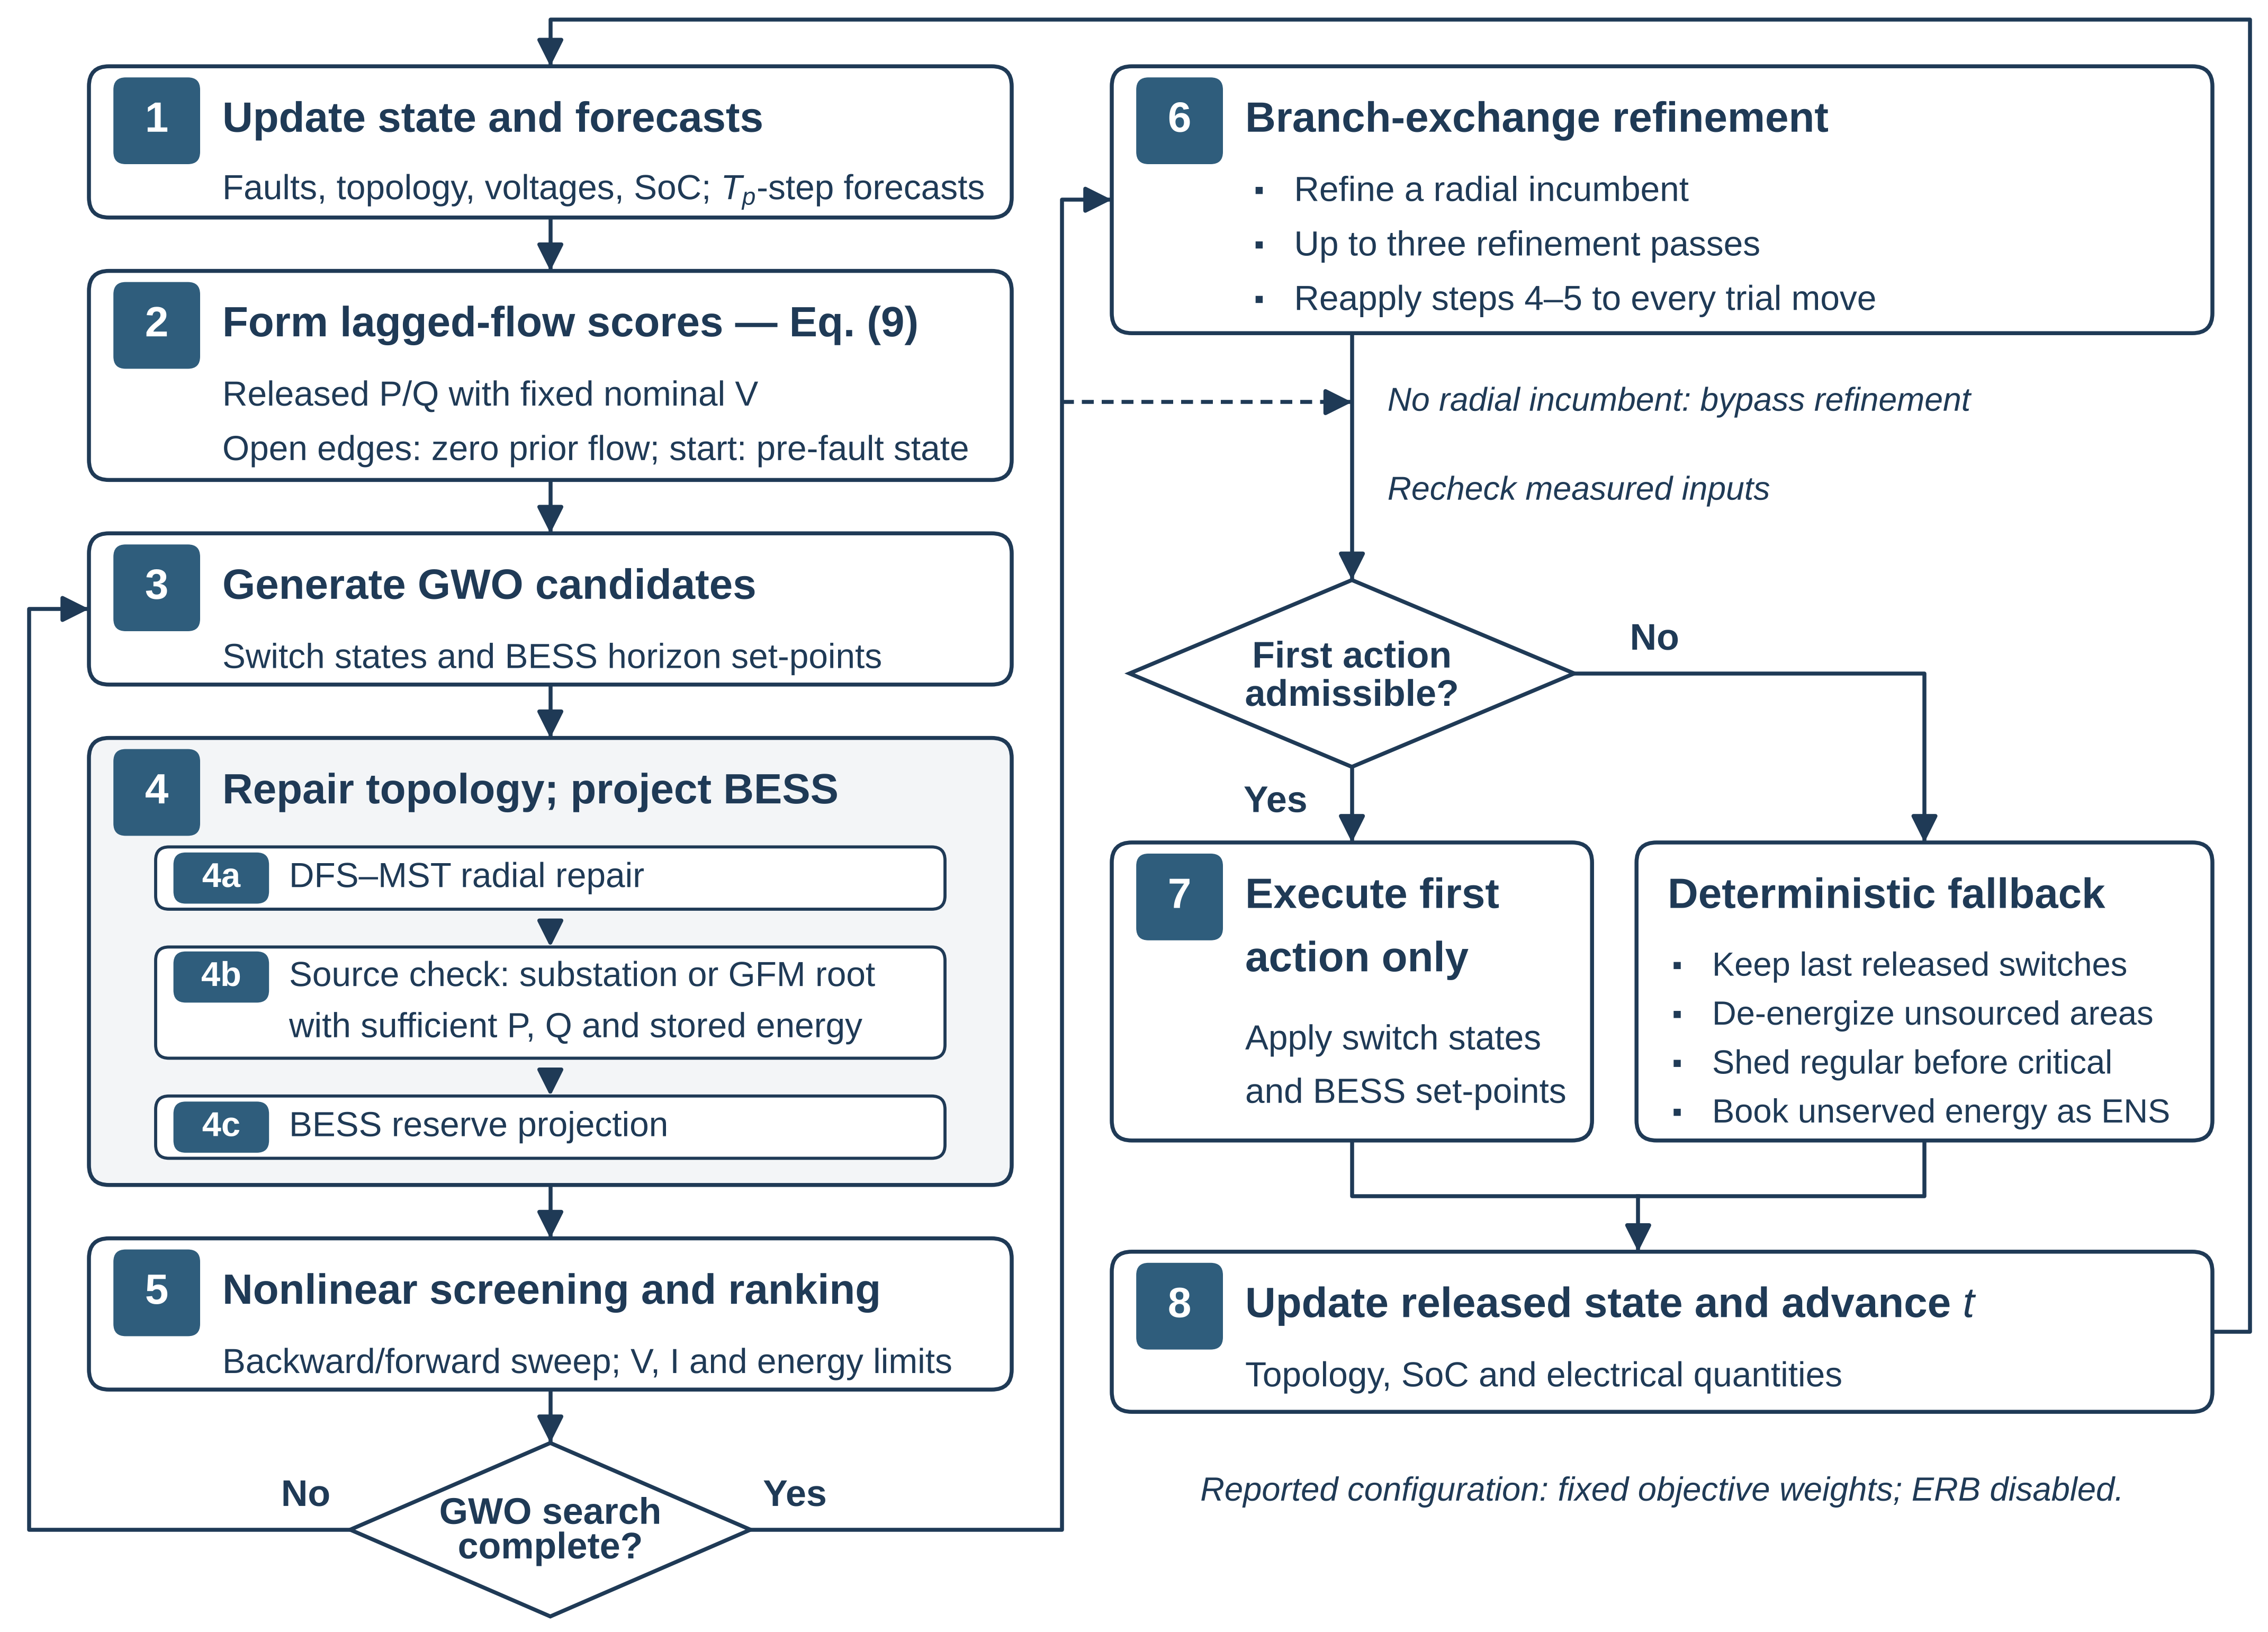 1
Update state and forecasts
Faults, topology, voltages, SoC; Tp-step forecasts
2
Form lagged-flow scores — Eq. (9)
Released P/Q with fixed nominal V
Open edges: zero prior flow; start: pre-fault state
3
Generate GWO candidates
Switch states and BESS horizon set-points
4
Repair topology; project BESS
4a
DFS–MST radial repair
4b
Source check: substation or GFM root
with sufficient P, Q and stored energy
4c
BESS reserve projection
5
Nonlinear screening and ranking
Backward/forward sweep; V, I and energy limits
No
GWO search
complete?
Yes
6
Branch-exchange refinement
▪ Refine a radial incumbent
▪ Up to three refinement passes
▪ Reapply steps 4–5 to every trial move
No radial incumbent: bypass refinement
Recheck measured inputs
First action
admissible?
No
Yes
7
Execute first
action only
Apply switch states
and BESS set-points
Deterministic fallback
▪ Keep last released switches
▪ De-energize unsourced areas
▪ Shed regular before critical
▪ Book unserved energy as ENS
8
Update released state and advance t
Topology, SoC and electrical quantities
Reported configuration: fixed objective weights; ERB disabled.